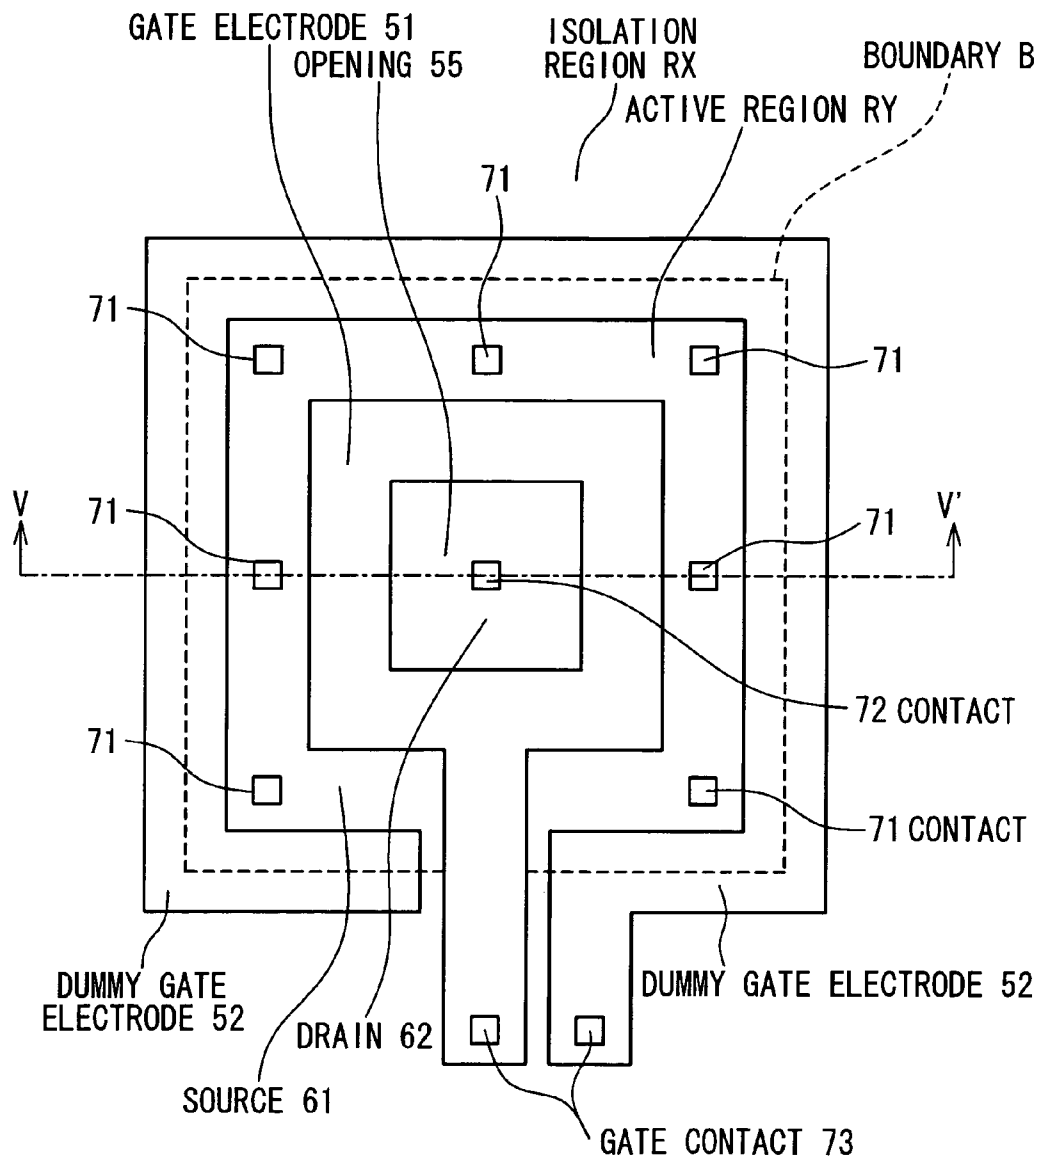 GATE ELECTRODE 51
OPENING 55
ISOLATION
REGION RX
BOUNDARY B
ACTIVE REGION RY
71
71
71
V
71
71
V'
72 CONTACT
71
71 CONTACT
DUMMY GATE
ELECTRODE 52
DUMMY GATE ELECTRODE 52
DRAIN 62
SOURCE 61
GATE CONTACT 73